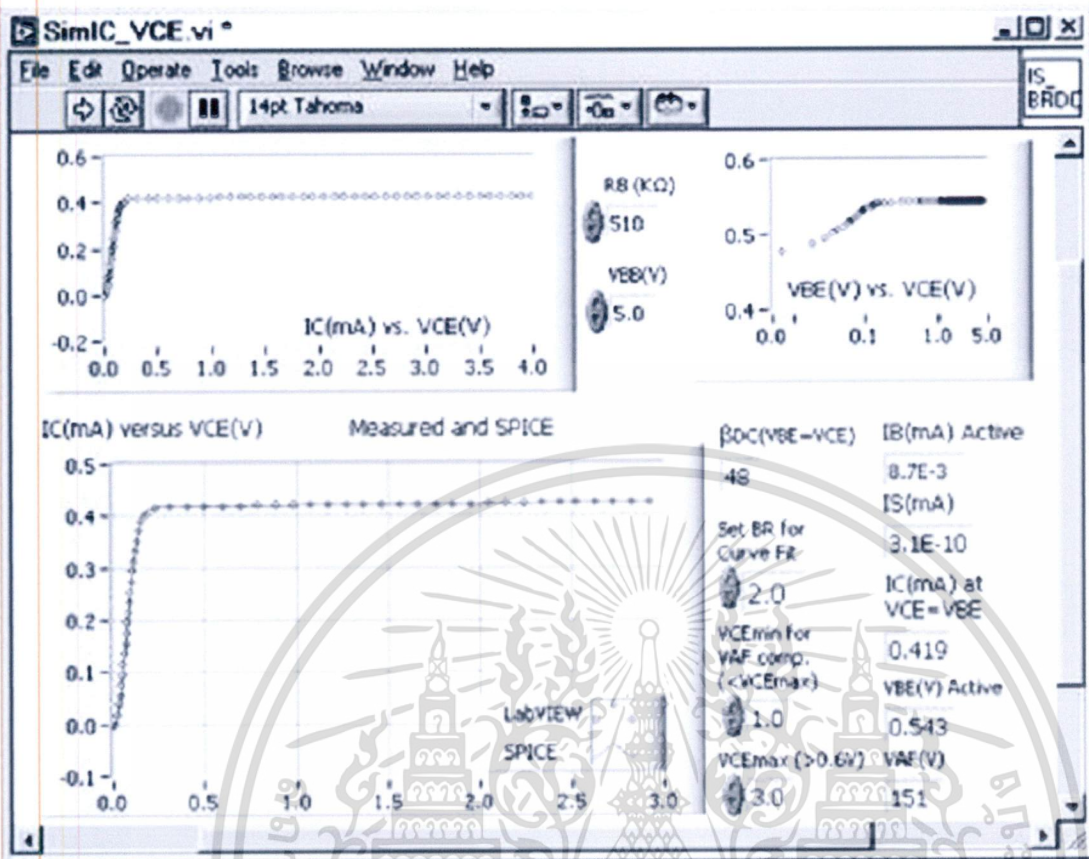 SimIC_VCE.vi *
File Edit Operate Tools Browse Window Help
14pt Tahoma
IS_
BRDC
0.6
0.4
0.2
0.0
-0.2
IC(mA) vs. VCE(V)
0.0 0.5 1.0 1.5 2.0 2.5 3.0 3.5 4.0
RB (KΩ)
510
VBB(V)
5.0
0.6
0.5
0.4
VBE(V) vs. VCE(V)
0.0 0.1 1.0 5.0
IC(mA) versus VCE(V) Measured and SPICE
0.5
0.4
0.3
0.2
0.1
0.0
-0.1
LabVIEW
SPICE
0.0 0.5 1.0 1.5 2.0 2.5 3.0
βDC(VBE=VCE)
48
Set BR for
Curve Fit
2.0
VCEmin for
VAF comp.
(<VCEmax)
1.0
VCEmax (>0.6V)
3.0
IB(mA) Active
8.7E-3
IS(mA)
3.1E-10
IC(mA) at
VCE=VBE
0.419
VBE(V) Active
0.543
VAF(V)
151